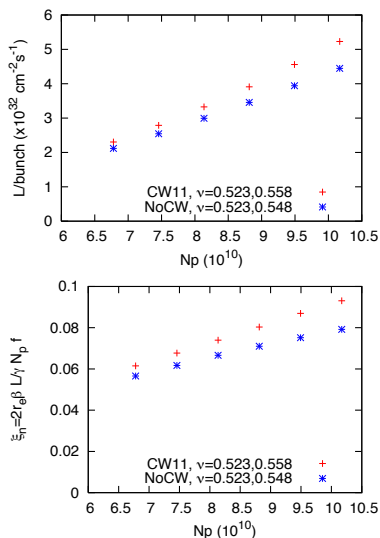 6
5
4
3
2
1
0
L/bunch (x10^32 cm^-2 s^-1)
CW11, ν=0.523,0.558
NoCW, ν=0.523,0.548
6 6.5 7 7.5 8 8.5 9 9.5 10 10.5
Np (10^10)
0.1
0.08
0.06
0.04
0.02
0
ξn=2reβ L/γ Np f
CW11, ν=0.523,0.558
NoCW, ν=0.523,0.548
6 6.5 7 7.5 8 8.5 9 9.5 10 10.5
Np (10^10)